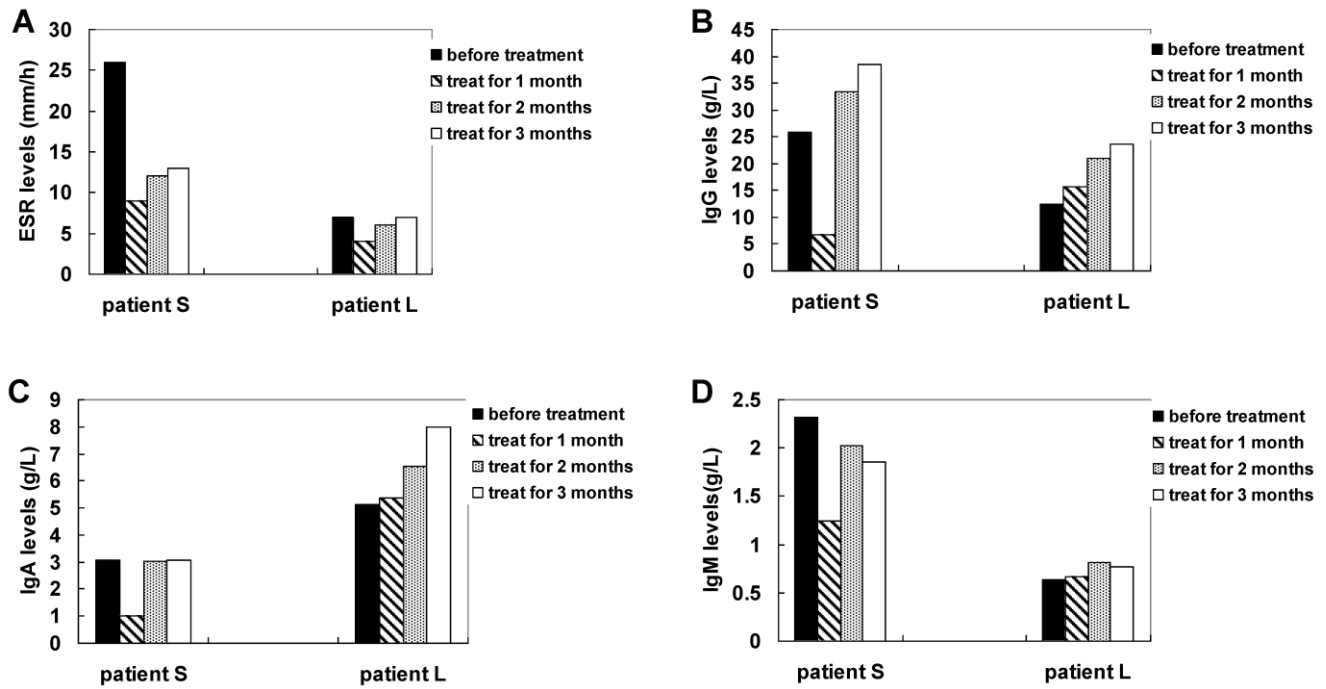 A
ESR levels (mm/h)
30
25
20
15
10
5
0
patient S
patient L
before treatment
treat for 1 month
treat for 2 months
treat for 3 months
B
IgG levels (g/L)
45
40
35
30
25
20
15
10
5
0
patient S
patient L
before treatment
treat for 1 month
treat for 2 months
treat for 3 months
C
IgA levels (g/L)
9
8
7
6
5
4
3
2
1
0
patient S
patient L
before treatment
treat for 1 month
treat for 2 months
treat for 3 months
D
IgM levels(g/L)
2.5
2
1.5
1
0.5
0
patient S
patient L
before treatment
treat for 1 month
treat for 2 months
treat for 3 months